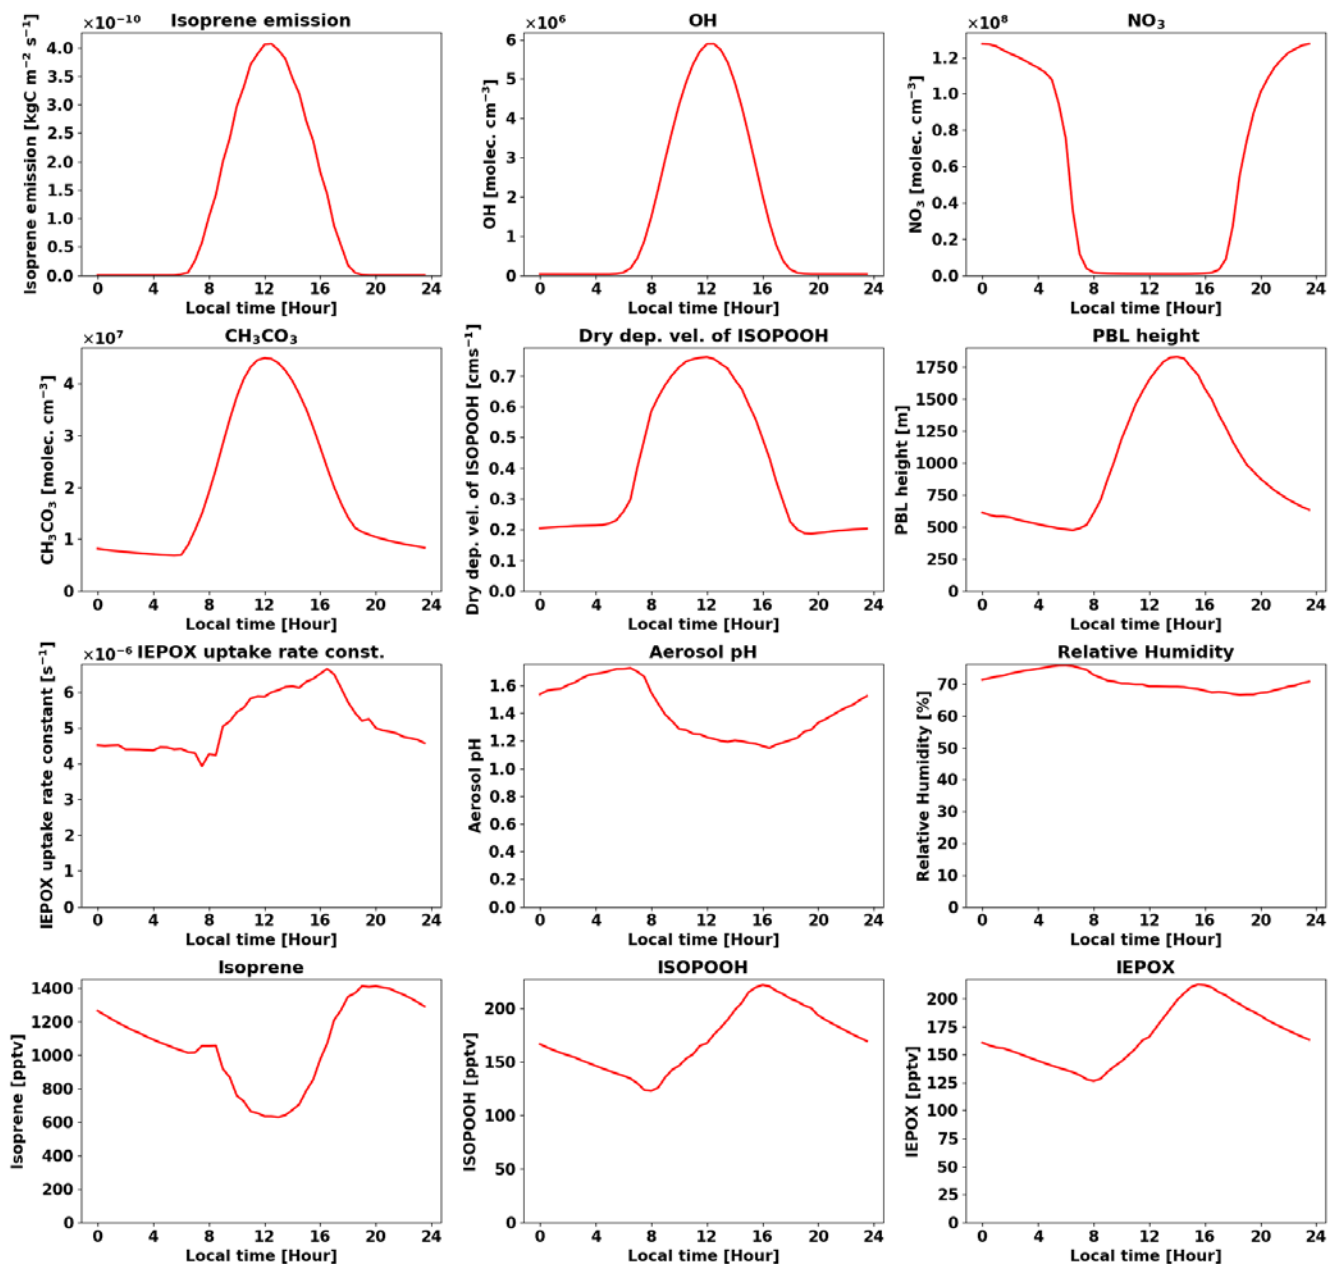 Isoprene emission
×10⁻¹⁰
Isoprene emission [kgC m⁻² s⁻¹]
4.0
3.5
3.0
2.5
2.0
1.5
1.0
0.5
0.0
0 4 8 12 16 20 24
Local time [Hour]
OH
×10⁶
OH [molec. cm⁻³]
6
5
4
3
2
1
0
0 4 8 12 16 20 24
Local time [Hour]
NO₃
×10⁸
NO₃ [molec. cm⁻³]
1.2
1.0
0.8
0.6
0.4
0.2
0.0
0 4 8 12 16 20 24
Local time [Hour]
CH₃CO₃
×10⁷
CH₃CO₃ [molec. cm⁻³]
4
3
2
1
0
0 4 8 12 16 20 24
Local time [Hour]
Dry dep. vel. of ISOPOOH
Dry dep. vel. of ISOPOOH [cms⁻¹]
0.7
0.6
0.5
0.4
0.3
0.2
0.1
0.0
0 4 8 12 16 20 24
Local time [Hour]
PBL height
PBL height [m]
1750
1500
1250
1000
750
500
250
0
0 4 8 12 16 20 24
Local time [Hour]
IEPOX uptake rate const.
×10⁻⁶
IEPOX uptake rate constant [s⁻¹]
6
5
4
3
2
1
0
0 4 8 12 16 20 24
Local time [Hour]
Aerosol pH
Aerosol pH
1.6
1.4
1.2
1.0
0.8
0.6
0.4
0.2
0.0
0 4 8 12 16 20 24
Local time [Hour]
Relative Humidity
Relative Humidity [%]
70
60
50
40
30
20
10
0
0 4 8 12 16 20 24
Local time [Hour]
Isoprene
Isoprene [pptv]
1400
1200
1000
800
600
400
200
0
0 4 8 12 16 20 24
Local time [Hour]
ISOPOOH
ISOPOOH [pptv]
200
150
100
50
0
0 4 8 12 16 20 24
Local time [Hour]
IEPOX
IEPOX [pptv]
200
175
150
125
100
75
50
25
0
0 4 8 12 16 20 24
Local time [Hour]